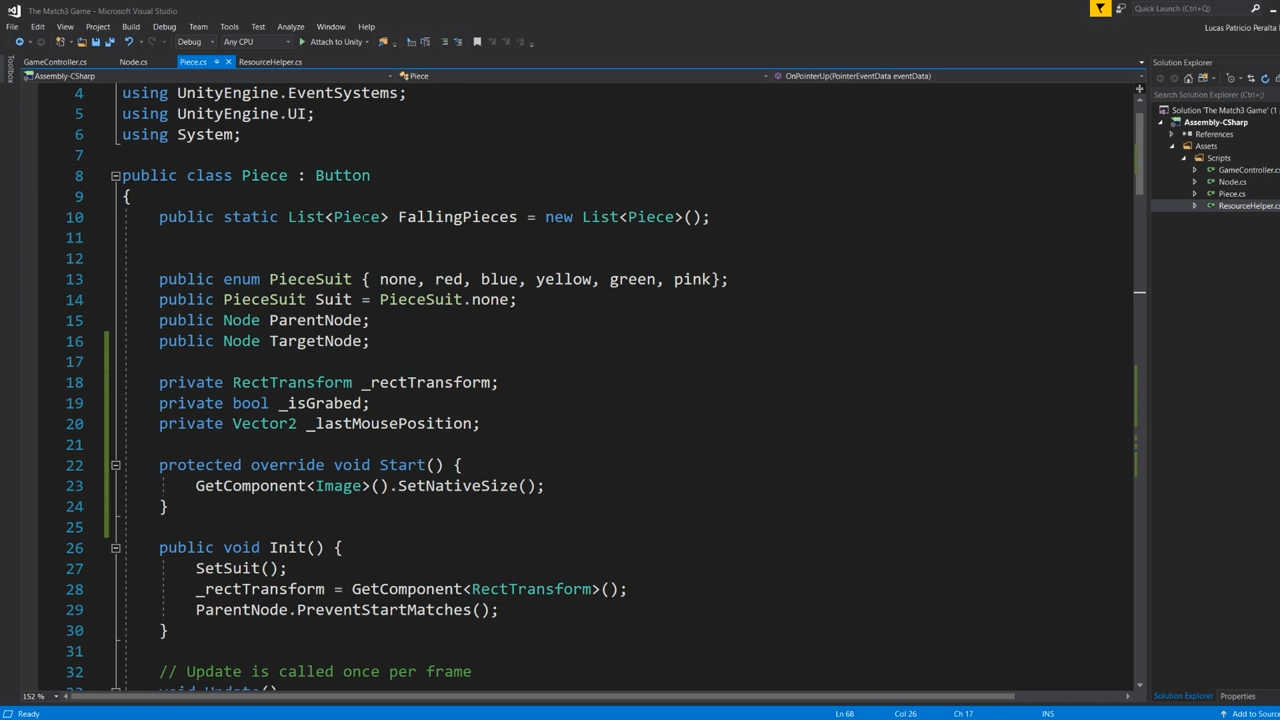 The Match3 Game - Microsoft Visual Studio
Quick Launch (Ctrl+Q)
File Edit View Project Build Debug Team Tools Test Analyze Window Help
Lucas Patricio Peralta
Debug Any CPU Attach to Unity
Toolbox
GameController.cs Node.cs Piece.cs ResourceHelper.cs
Solution Explorer
Assembly-CSharp Piece OnPointerUp(PointerEventData eventData)
4 using UnityEngine.EventSystems;
5 using UnityEngine.UI;
6 using System;
7
8 public class Piece : Button
9 {
10 public static List<Piece> FallingPieces = new List<Piece>();
11
12
13 public enum PieceSuit { none, red, blue, yellow, green, pink};
14 public PieceSuit Suit = PieceSuit.none;
15 public Node ParentNode;
16 public Node TargetNode;
17
18 private RectTransform _rectTransform;
19 private bool _isGrabed;
20 private Vector2 _lastMousePosition;
21
22 protected override void Start() {
23 GetComponent<Image>().SetNativeSize();
24 }
25
26 public void Init() {
27 SetSuit();
28 _rectTransform = GetComponent<RectTransform>();
29 ParentNode.PreventStartMatches();
30 }
31
32 // Update is called once per frame
Search Solution Explorer (Ctrl+;)
Solution 'The Match3 Game' (1
Assembly-CSharp
References
Assets
Scripts
GameController.cs
Node.cs
Piece.cs
ResourceHelper.cs
152 %
Solution Explorer Properties
Ready Ln 68 Col 26 Ch 17 INS Add to Source